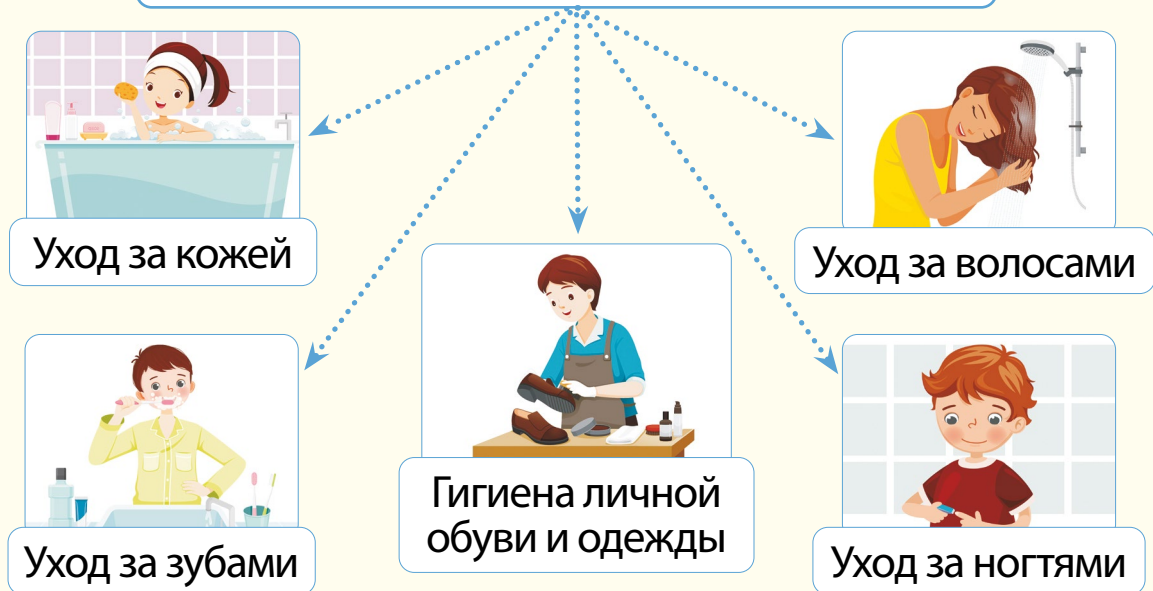 Уход за кожей
Уход за волосами
Гигиена личной
обуви и одежды
Уход за зубами
Уход за ногтями